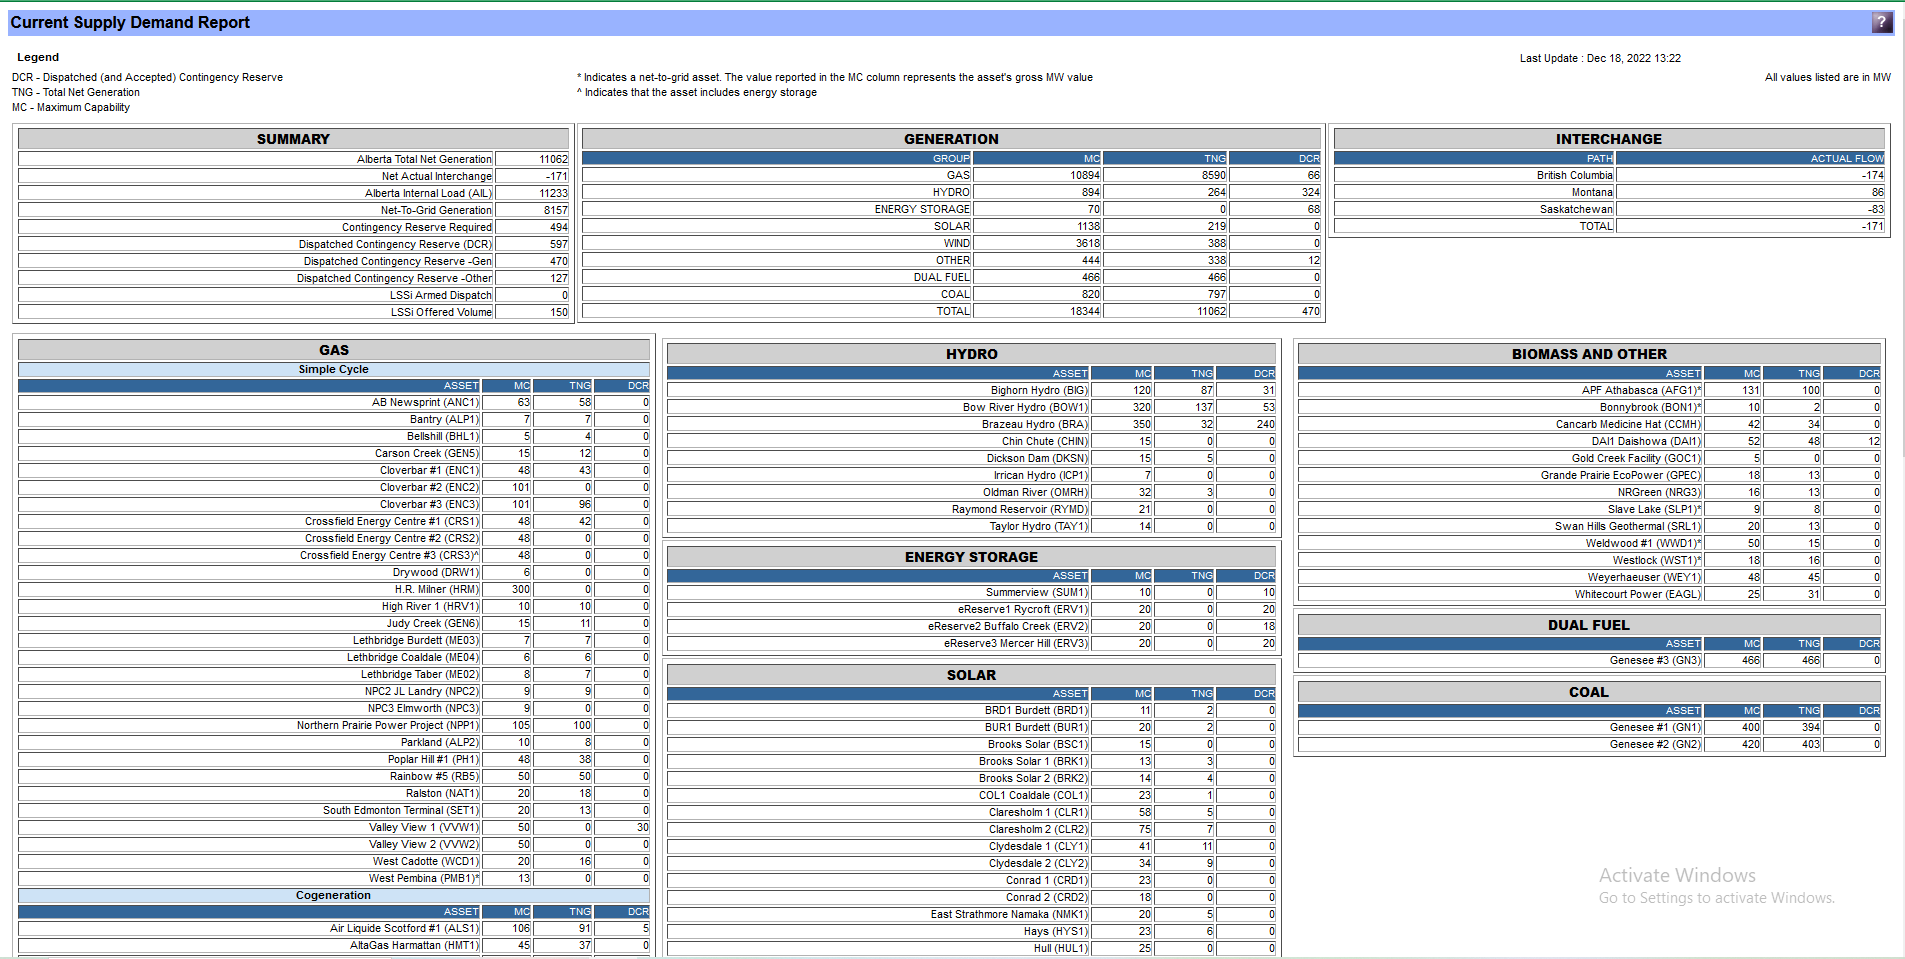 Current Supply Demand Report
?
Legend
Last Update : Dec 18, 2022 13:22
DCR - Dispatched (and Accepted) Contingency Reserve
* Indicates a net-to-grid asset. The value reported in the MC column represents the asset's gross MW value
All values listed are in MW
TNG - Total Net Generation
^ Indicates that the asset includes energy storage
MC - Maximum Capability
SUMMARY
Alberta Total Net Generation 11062
Net Actual Interchange -171
Alberta Internal Load (AIL) 11233
Net-To-Grid Generation 8157
Contingency Reserve Required 494
Dispatched Contingency Reserve (DCR) 597
Dispatched Contingency Reserve -Gen 470
Dispatched Contingency Reserve -Other 127
LSSi Armed Dispatch 0
LSSi Offered Volume 150
GENERATION
GROUP MC TNG DCR
GAS 10894 8590 66
HYDRO 894 264 324
ENERGY STORAGE 70 0 68
SOLAR 1138 219 0
WIND 3618 388 0
OTHER 444 338 12
DUAL FUEL 466 466 0
COAL 820 797 0
TOTAL 18344 11062 470
INTERCHANGE
PATH ACTUAL FLOW
British Columbia -174
Montana 86
Saskatchewan -83
TOTAL -171
GAS
Simple Cycle
ASSET MC TNG DCR
AB Newsprint (ANC1) 63 58 0
Bantry (ALP1) 7 7 0
Bellshill (BHL1) 5 4 0
Carson Creek (GEN5) 15 12 0
Cloverbar #1 (ENC1) 48 43 0
Cloverbar #2 (ENC2) 101 0 0
Cloverbar #3 (ENC3) 101 96 0
Crossfield Energy Centre #1 (CRS1) 48 42 0
Crossfield Energy Centre #2 (CRS2) 48 0 0
Crossfield Energy Centre #3 (CRS3)^ 48 0 0
Drywood (DRW1) 6 0 0
H.R. Milner (HRM) 300 0 0
High River 1 (HRV1) 10 10 0
Judy Creek (GEN6) 15 11 0
Lethbridge Burdett (ME03) 7 7 0
Lethbridge Coaldale (ME04) 6 6 0
Lethbridge Taber (ME02) 8 7 0
NPC2 JL Landry (NPC2) 9 9 0
NPC3 Elmworth (NPC3) 9 0 0
Northern Prairie Power Project (NPP1) 105 100 0
Parkland (ALP2) 10 8 0
Poplar Hill #1 (PH1) 48 38 0
Rainbow #5 (RB5) 50 50 0
Ralston (NAT1) 20 18 0
South Edmonton Terminal (SET1) 20 13 0
Valley View 1 (VVW1) 50 0 30
Valley View 2 (VVW2) 50 0 0
West Cadotte (WCD1) 20 16 0
West Pembina (PMB1)* 13 0 0
Cogeneration
ASSET MC TNG DCR
Air Liquide Scotford #1 (ALS1) 106 91 5
AltaGas Harmattan (HMT1) 45 37 0
HYDRO
ASSET MC TNG DCR
Bighorn Hydro (BIG) 120 87 31
Bow River Hydro (BOW1) 320 137 53
Brazeau Hydro (BRA) 350 32 240
Chin Chute (CHIN) 15 0 0
Dickson Dam (DKSN) 15 5 0
Irrican Hydro (ICP1) 7 0 0
Oldman River (OMRH) 32 3 0
Raymond Reservoir (RYMD) 21 0 0
Taylor Hydro (TAY1) 14 0 0
ENERGY STORAGE
ASSET MC TNG DCR
Summerview (SUM1) 10 0 10
eReserve1 Rycroft (ERV1) 20 0 20
eReserve2 Buffalo Creek (ERV2) 20 0 18
eReserve3 Mercer Hill (ERV3) 20 0 20
SOLAR
ASSET MC TNG DCR
BRD1 Burdett (BRD1) 11 2 0
BUR1 Burdett (BUR1) 20 2 0
Brooks Solar (BSC1) 15 0 0
Brooks Solar 1 (BRK1) 13 3 0
Brooks Solar 2 (BRK2) 14 4 0
COL1 Coaldale (COL1) 23 1 0
Claresholm 1 (CLR1) 58 5 0
Claresholm 2 (CLR2) 75 7 0
Clydesdale 1 (CLY1) 41 11 0
Clydesdale 2 (CLY2) 34 9 0
Conrad 1 (CRD1) 23 0 0
Conrad 2 (CRD2) 18 0 0
East Strathmore Namaka (NMK1) 20 5 0
Hays (HYS1) 23 6 0
Hull (HUL1) 25 0 0
BIOMASS AND OTHER
ASSET MC TNG DCR
APF Athabasca (AFG1)* 131 100 0
Bonnybrook (BON1)* 10 2 0
Cancarb Medicine Hat (CCMH) 42 34 0
DAI1 Daishowa (DAI1) 52 48 12
Gold Creek Facility (GOC1) 5 0 0
Grande Prairie EcoPower (GPEC) 18 13 0
NRGreen (NRG3) 16 13 0
Slave Lake (SLP1)* 9 8 0
Swan Hills Geothermal (SRL1) 20 13 0
Weldwood #1 (WWD1)* 50 15 0
Westlock (WST1)* 18 16 0
Weyerhaeuser (WEY1) 48 45 0
Whitecourt Power (EAGL) 25 31 0
DUAL FUEL
ASSET MC TNG DCR
Genesee #3 (GN3) 466 466 0
COAL
ASSET MC TNG DCR
Genesee #1 (GN1) 400 394 0
Genesee #2 (GN2) 420 403 0
Activate Windows
Go to Settings to activate Windows.